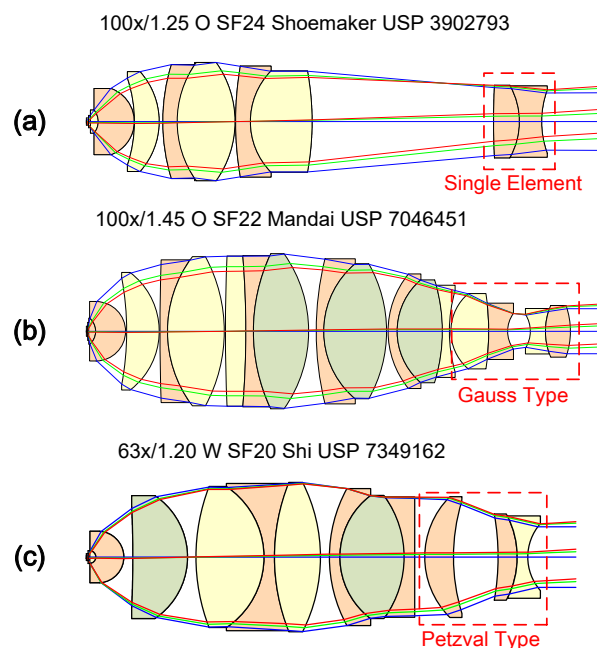 100x/1.25 O SF24 Shoemaker USP 3902793
(a)
Single Element
100x/1.45 O SF22 Mandai USP 7046451
(b)
Gauss Type
63x/1.20 W SF20 Shi USP 7349162
(c)
Petzval Type